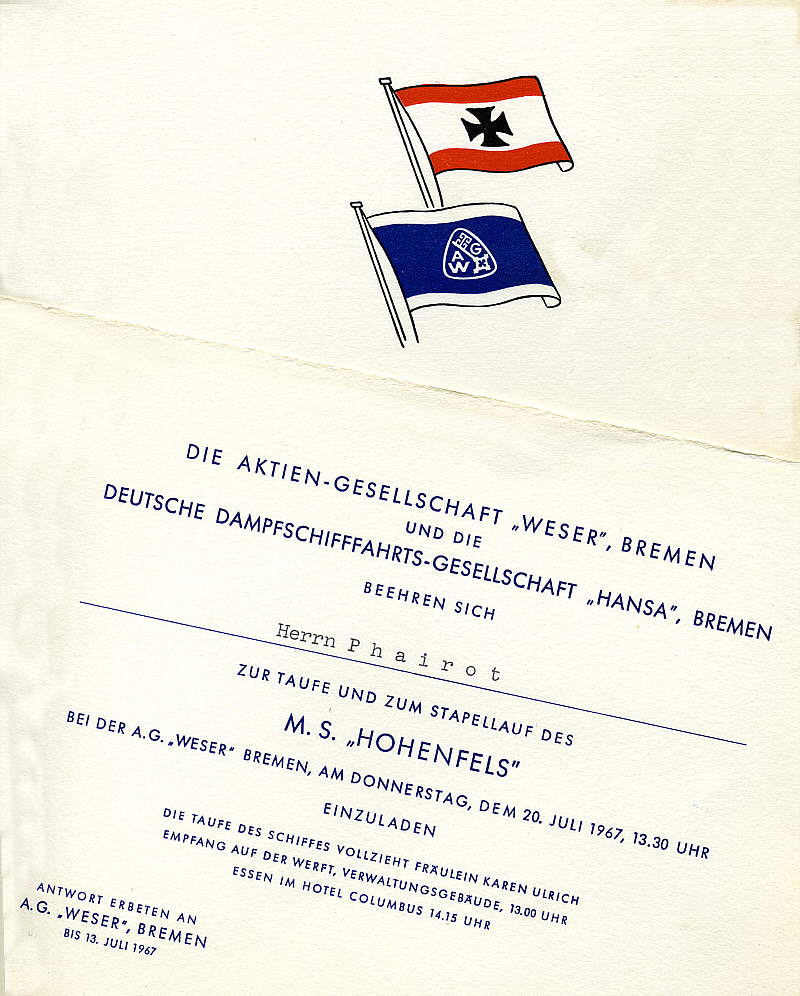 A G W
DIE AKTIEN-GESELLSCHAFT „WESER”, BREMEN
UND DIE
DEUTSCHE DAMPFSCHIFFFAHRTS-GESELLSCHAFT „HANSA”, BREMEN
BEEHREN SICH
Herrn P h a i r o t
ZUR TAUFE UND ZUM STAPELLAUF DES
M. S. „HOHENFELS”
BEI DER A.G. „WESER” BREMEN, AM DONNERSTAG, DEM 20. JULI 1967, 13.30 UHR
EINZULADEN
DIE TAUFE DES SCHIFFES VOLLZIEHT FRÄULEIN KAREN ULRICH
EMPFANG AUF DER WERFT, VERWALTUNGSGEBÄUDE, 13.00 UHR
ESSEN IM HOTEL COLUMBUS 14.15 UHR
ANTWORT ERBETEN AN
A.G. „WESER”, BREMEN
BIS 13. JULI 1967